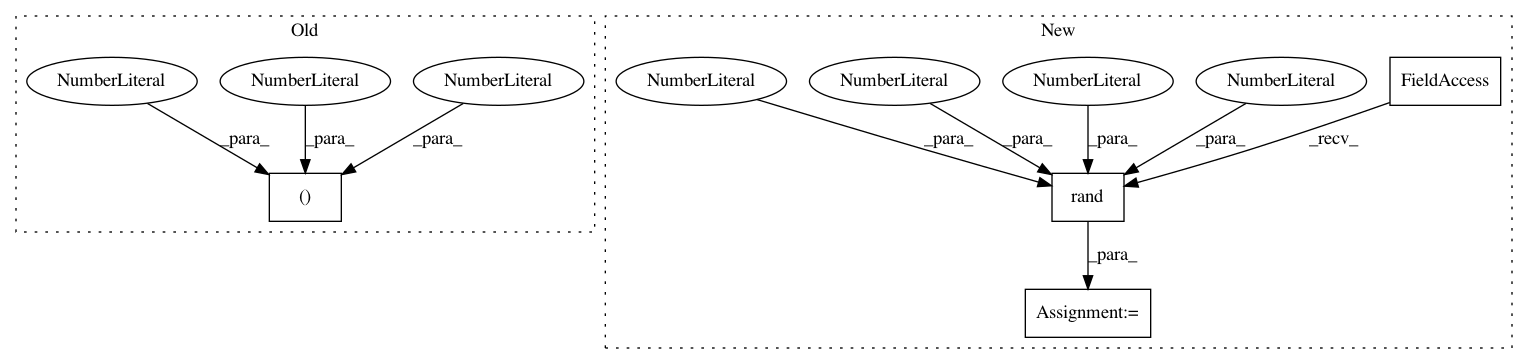 Old
New
NumberLiteral
NumberLiteral
NumberLiteral
NumberLiteral
NumberLiteral
NumberLiteral
NumberLiteral
FieldAccess
_para_
_para_
_para_
_para_
_para_
_para_
_para_
_recv_
()
rand
_para_
Assignment:=